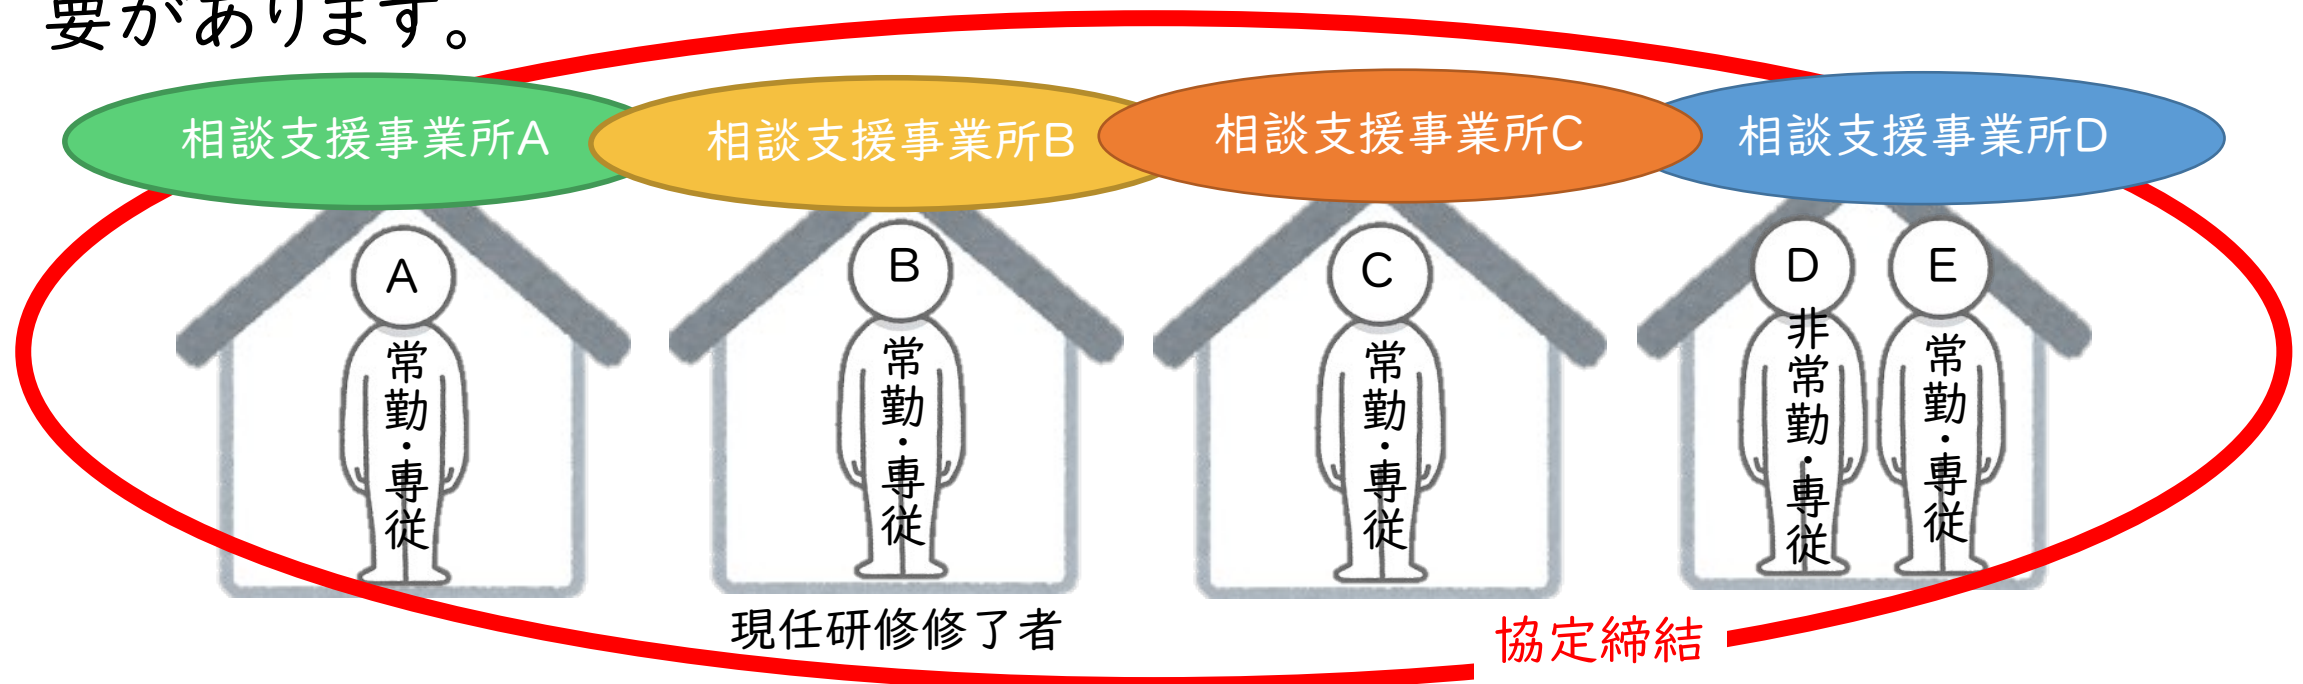 要があります。
相談支援事業所A
相談支援事業所B
相談支援事業所C
相談支援事業所D
A
常勤・専従
B
常勤・専従
C
常勤・専従
D
非常勤・専従
E
常勤・専従
現任研修修了者
協定締結